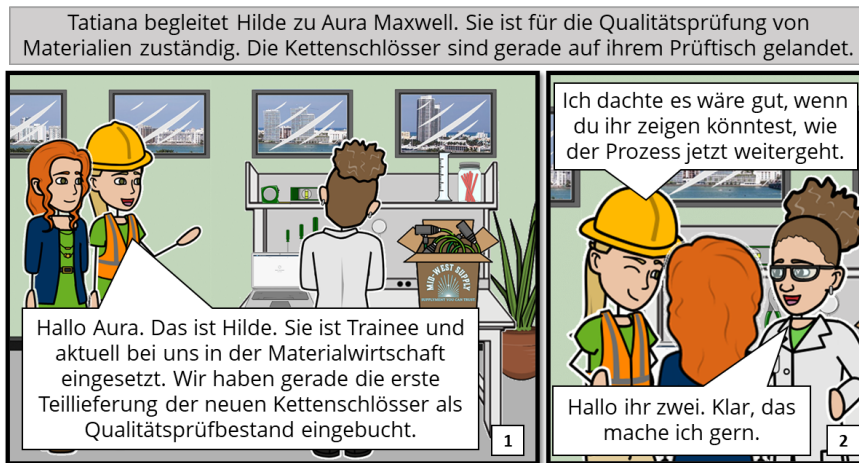 Tatiana begleitet Hilde zu Aura Maxwell. Sie ist für die Qualitätsprüfung von
Materialien zuständig. Die Kettenschlösser sind gerade auf ihrem Prüftisch gelandet.
Hallo Aura. Das ist Hilde. Sie ist Trainee und
aktuell bei uns in der Materialwirtschaft
eingesetzt. Wir haben gerade die erste
Teillieferung der neuen Kettenschlösser als
Qualitätsprüfbestand eingebucht.
MID-WEST SUPPLY
1
Ich dachte es wäre gut, wenn
du ihr zeigen könntest, wie
der Prozess jetzt weitergeht.
Hallo ihr zwei. Klar, das
mache ich gern.
2